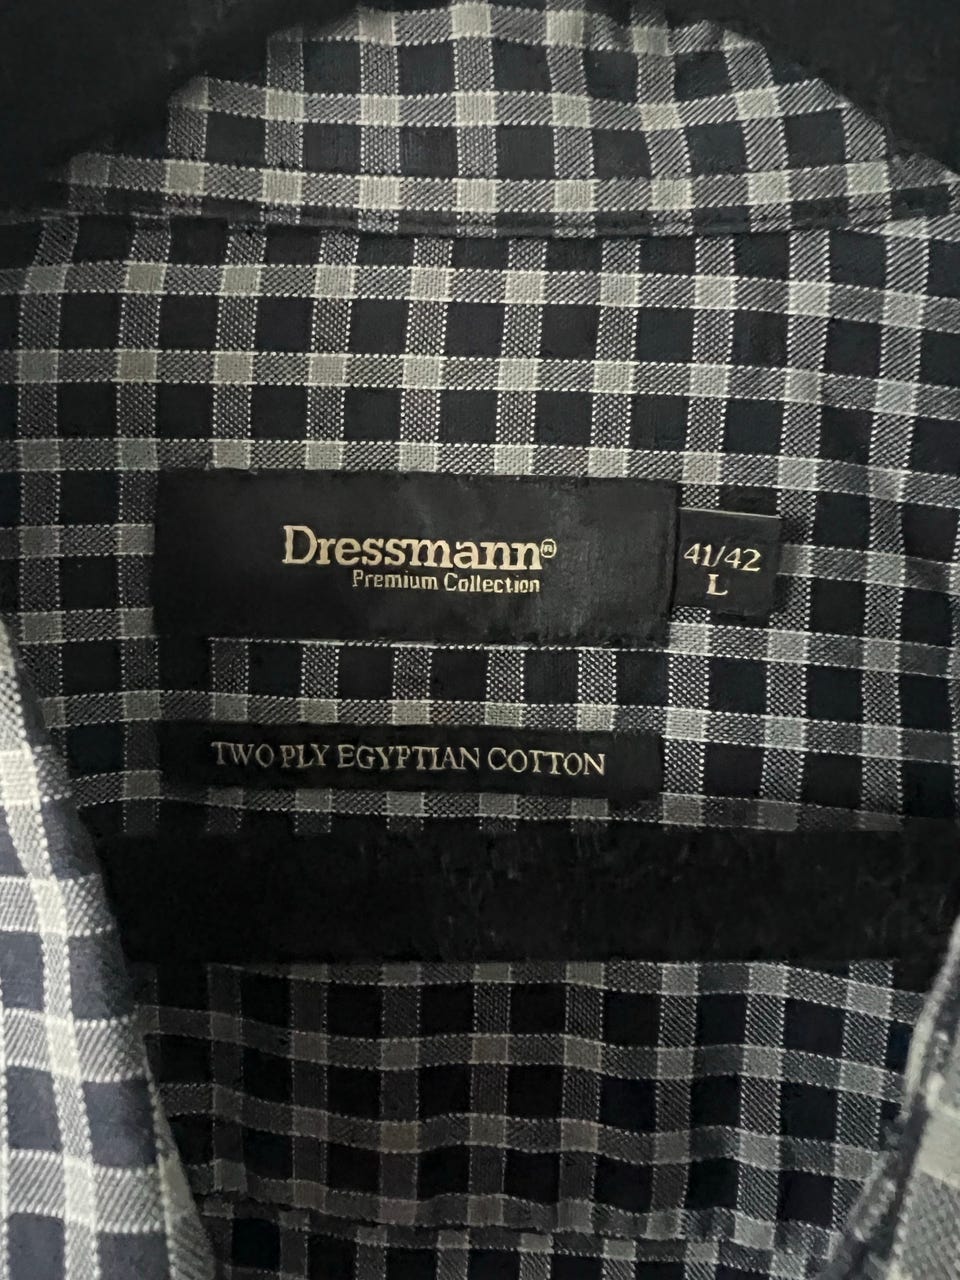 Dressmann®
Premium Collection
41/42
L
TWO PLY EGYPTIAN COTTON